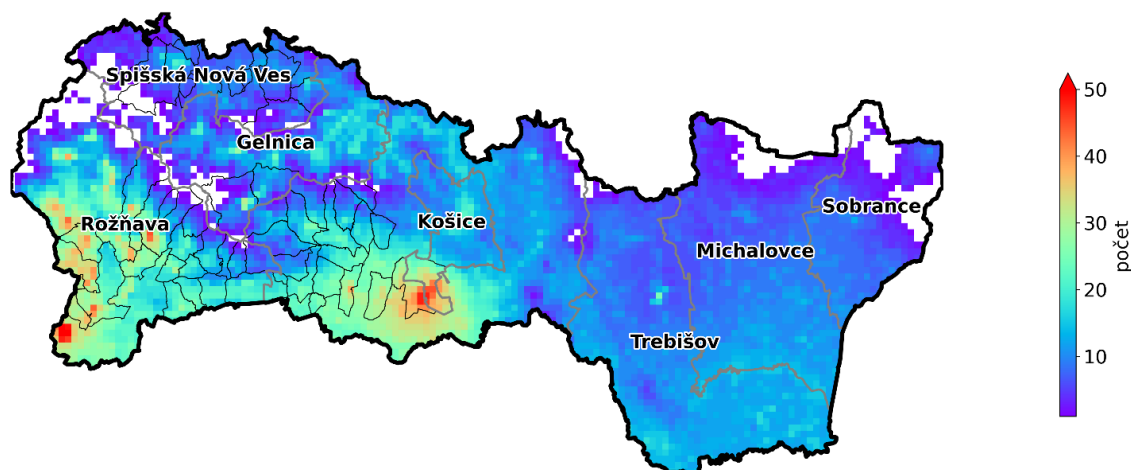 Spišská Nová Ves
Gelnica
Rožňava
Košice
Sobrance
Michalovce
Trebišov
50
40
30
20
10
počet